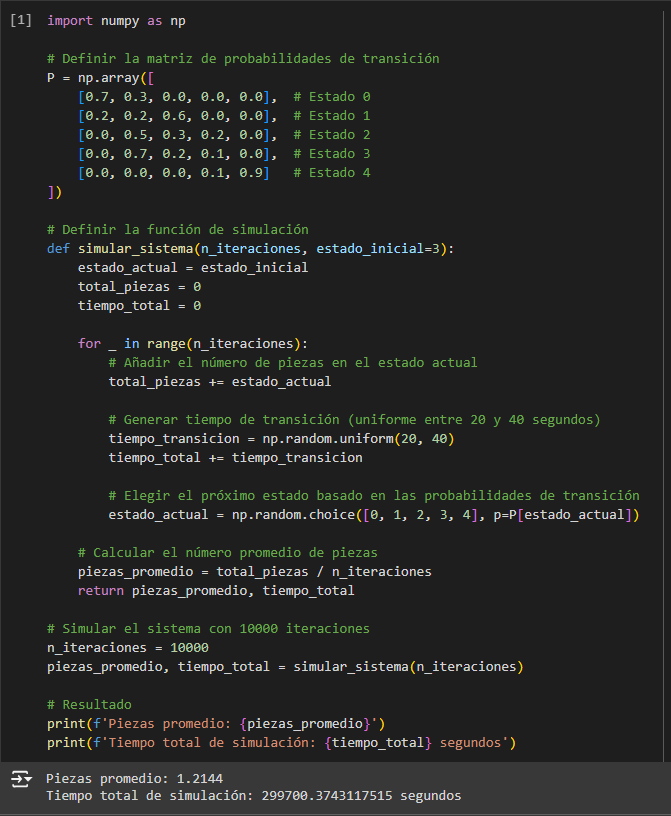 [1] import numpy as np
# Definir la matriz de probabilidades de transición
P = np.array([
    [0.7, 0.3, 0.0, 0.0, 0.0],  # Estado 0
    [0.2, 0.2, 0.6, 0.0, 0.0],  # Estado 1
    [0.0, 0.5, 0.3, 0.2, 0.0],  # Estado 2
    [0.0, 0.7, 0.2, 0.1, 0.0],  # Estado 3
    [0.0, 0.0, 0.0, 0.1, 0.9]   # Estado 4
])
# Definir la función de simulación
def simular_sistema(n_iteraciones, estado_inicial=3):
    estado_actual = estado_inicial
    total_piezas = 0
    tiempo_total = 0
    for _ in range(n_iteraciones):
        # Añadir el número de piezas en el estado actual
        total_piezas += estado_actual
        # Generar tiempo de transición (uniforme entre 20 y 40 segundos)
        tiempo_transicion = np.random.uniform(20, 40)
        tiempo_total += tiempo_transicion
        # Elegir el próximo estado basado en las probabilidades de transición
        estado_actual = np.random.choice([0, 1, 2, 3, 4], p=P[estado_actual])
    # Calcular el número promedio de piezas
    piezas_promedio = total_piezas / n_iteraciones
    return piezas_promedio, tiempo_total
# Simular el sistema con 10000 iteraciones
n_iteraciones = 10000
piezas_promedio, tiempo_total = simular_sistema(n_iteraciones)
# Resultado
print(f'Piezas promedio: {piezas_promedio}')
print(f'Tiempo total de simulación: {tiempo_total} segundos')
Piezas promedio: 1.2144
Tiempo total de simulación: 299700.3743117515 segundos